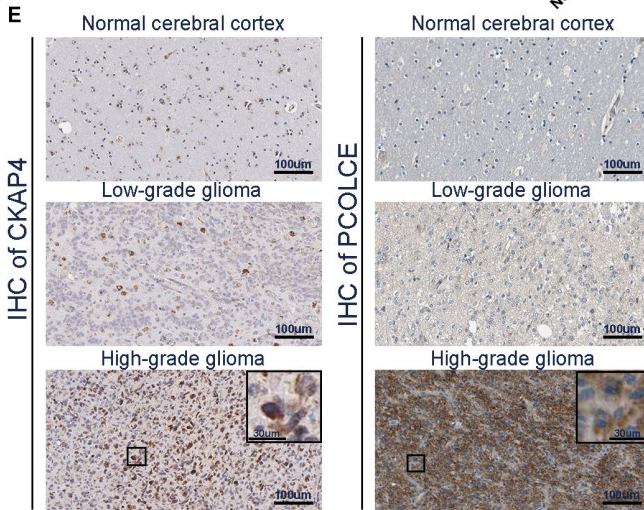 E
Normal cerebral cortex
Normal cerebral cortex
IHC of CKAP4
100um
IHC of PCOLCE
100um
Low-grade glioma
Low-grade glioma
100um
100um
High-grade glioma
High-grade glioma
30um
30um
100um
100um